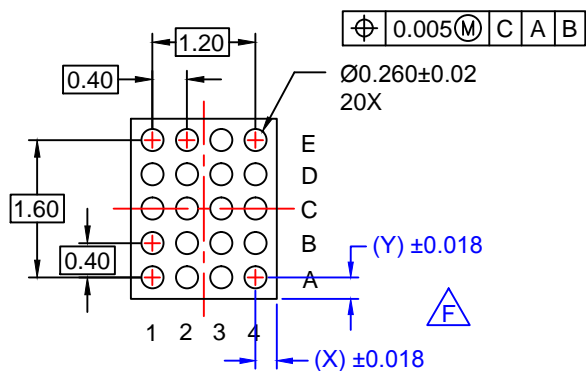 1.20
⌖ 0.005Ⓜ C A B
0.40
Ø0.260±0.02
20X
E
D
1.60
C
B
0.40
A
(Y) ±0.018
F
1 2 3 4
(X) ±0.018